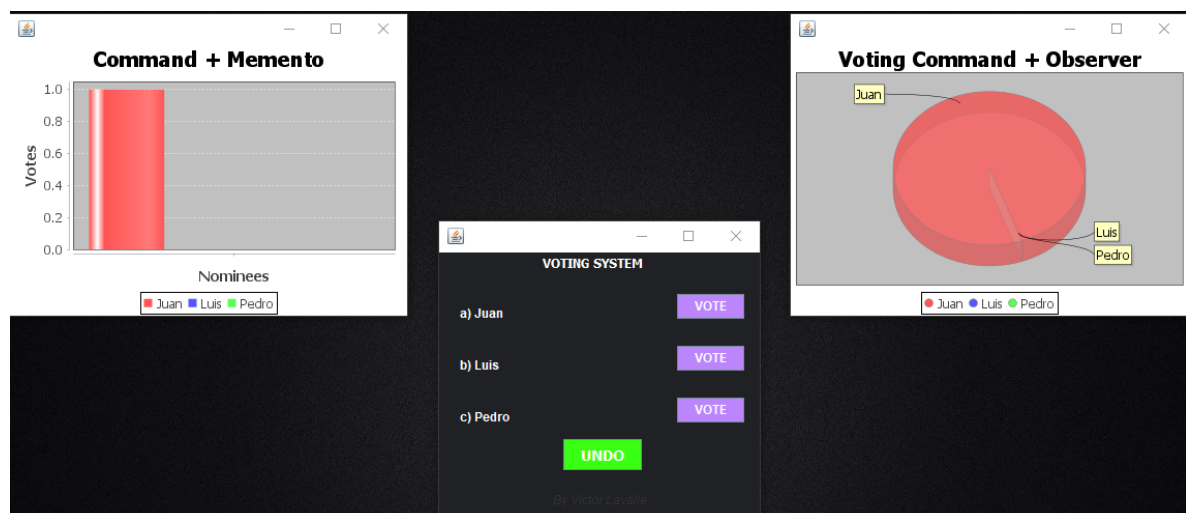 Command + Memento
1.0
0.8
0.6
0.4
0.2
0.0
Votes
Nominees
Juan Luis Pedro
VOTING SYSTEM
a) Juan VOTE
b) Luis VOTE
c) Pedro VOTE
UNDO
By Victor Lavalle
Voting Command + Observer
Juan
Luis
Pedro
Juan Luis Pedro